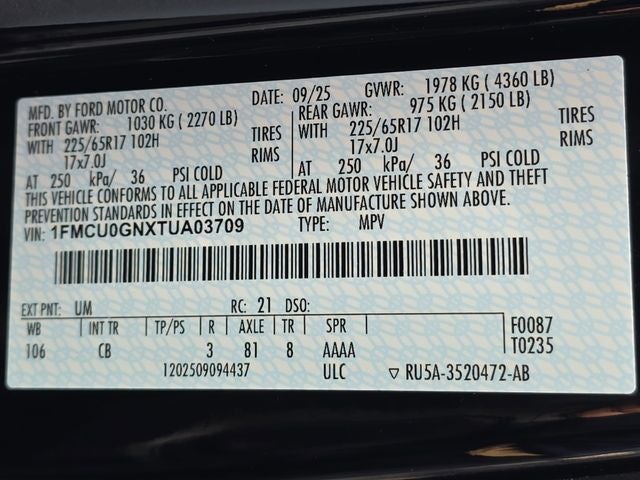 MFD. BY FORD MOTOR CO. DATE: 09/25 GVWR: 1978 KG ( 4360 LB)
FRONT GAWR: 1030 KG ( 2270 LB) REAR GAWR: 975 KG ( 2150 LB)
WITH 225/65R17 102H TIRES WITH 225/65R17 102H TIRES
17x7.0J RIMS 17x7.0J RIMS
AT 250 kPa/ 36 PSI COLD AT 250 kPa/ 36 PSI COLD
THIS VEHICLE CONFORMS TO ALL APPLICABLE FEDERAL MOTOR VEHICLE SAFETY AND THEFT
PREVENTION STANDARDS IN EFFECT ON THE DATE OF MANUFACTURE SHOWN ABOVE.
VIN: 1FMCU0GNXTUA03709 TYPE: MPV
EXT PNT: UM RC: 21 DSO:
WB INT TR TP/PS R AXLE TR SPR F0087
106 CB 3 81 8 AAAA T0235
1202509094437 ULC ▽ RU5A-3520472-AB